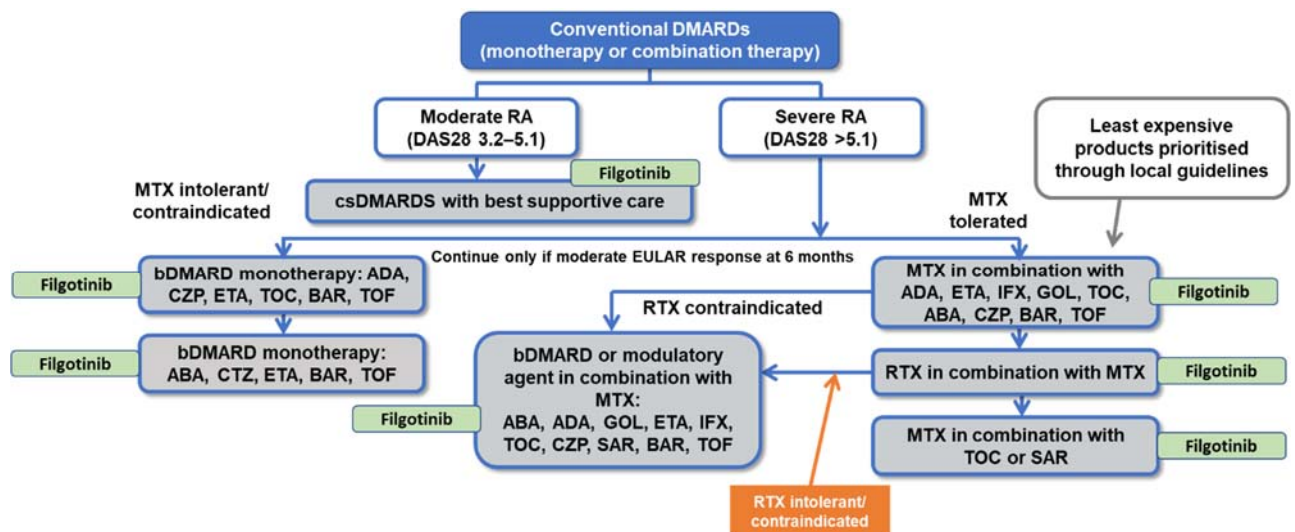 Conventional DMARDs
(monotherapy or combination therapy)
Moderate RA
(DAS28 3.2–5.1)
Severe RA
(DAS28 >5.1)
Least expensive
products prioritised
through local guidelines
Filgotinib
csDMARDS with best supportive care
MTX intolerant/
contraindicated
MTX
tolerated
Continue only if moderate EULAR response at 6 months
Filgotinib
bDMARD monotherapy: ADA,
CZP, ETA, TOC, BAR, TOF
MTX in combination with
ADA, ETA, IFX, GOL, TOC,
ABA, CZP, BAR, TOF
Filgotinib
RTX contraindicated
Filgotinib
bDMARD monotherapy:
ABA, CTZ, ETA, BAR, TOF
bDMARD or modulatory
agent in combination with
MTX:
ABA, ADA, GOL, ETA, IFX,
TOC, CZP, SAR, BAR, TOF
Filgotinib
RTX in combination with MTX
Filgotinib
MTX in combination with
TOC or SAR
Filgotinib
RTX intolerant/
contraindicated